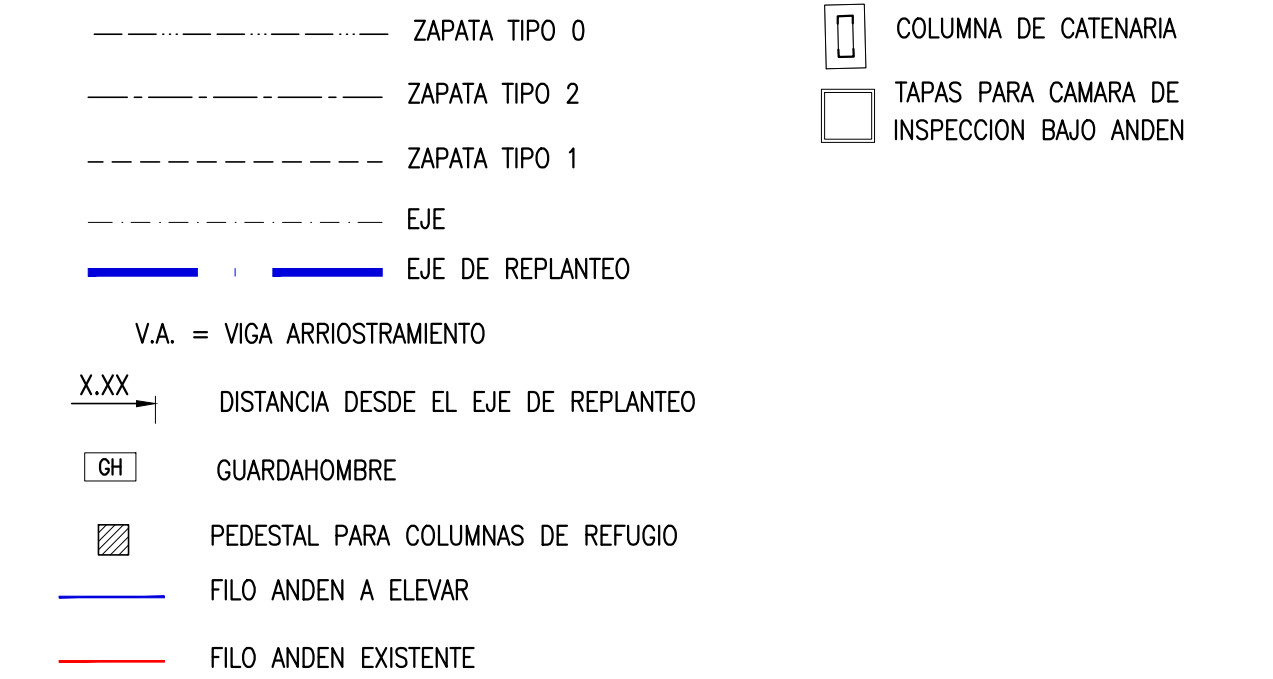 ZAPATA TIPO 0
ZAPATA TIPO 2
ZAPATA TIPO 1
EJE
EJE DE REPLANTEO
V.A. = VIGA ARRIOSTRAMIENTO
X.XX
DISTANCIA DESDE EL EJE DE REPLANTEO
GH
GUARDAHOMBRE
PEDESTAL PARA COLUMNAS DE REFUGIO
FILO ANDEN A ELEVAR
FILO ANDEN EXISTENTE
COLUMNA DE CATENARIA
TAPAS PARA CAMARA DE
INSPECCION BAJO ANDEN